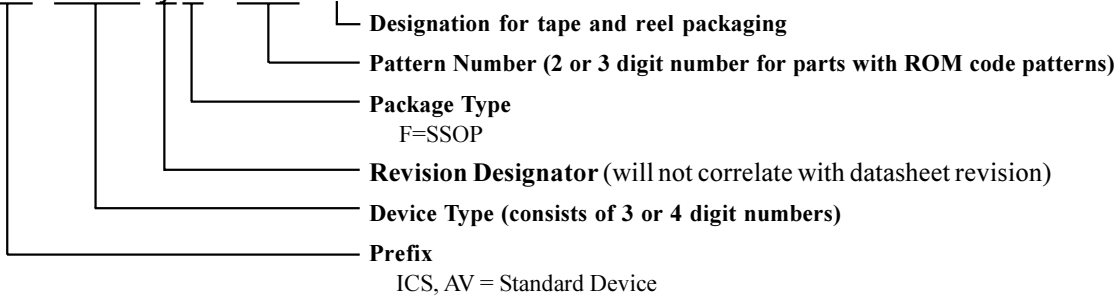 Designation for tape and reel packaging
Pattern Number (2 or 3 digit number for parts with ROM code patterns)
Package Type
F=SSOP
Revision Designator (will not correlate with datasheet revision)
Device Type (consists of 3 or 4 digit numbers)
Prefix
ICS, AV = Standard Device